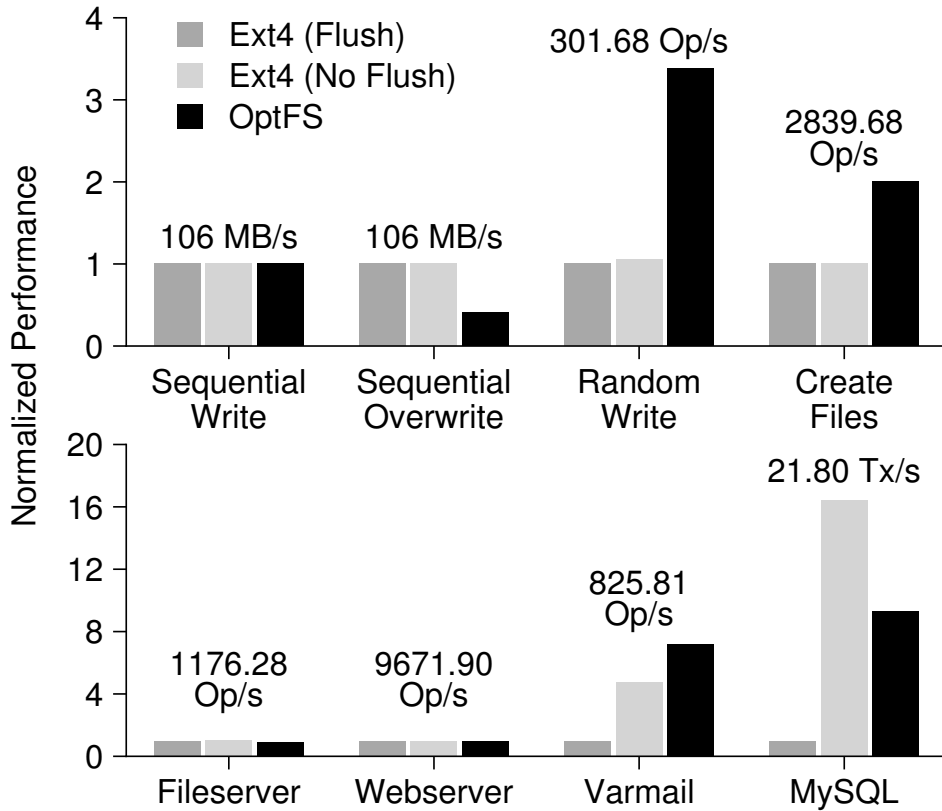 Normalized Performance
4
3
2
1
0
Ext4 (Flush)
Ext4 (No Flush)
OptFS
106 MB/s
106 MB/s
301.68 Op/s
2839.68
Op/s
Sequential
Write
Sequential
Overwrite
Random
Write
Create
Files
20
16
12
8
4
0
1176.28
Op/s
9671.90
Op/s
825.81
Op/s
21.80 Tx/s
Fileserver
Webserver
Varmail
MySQL